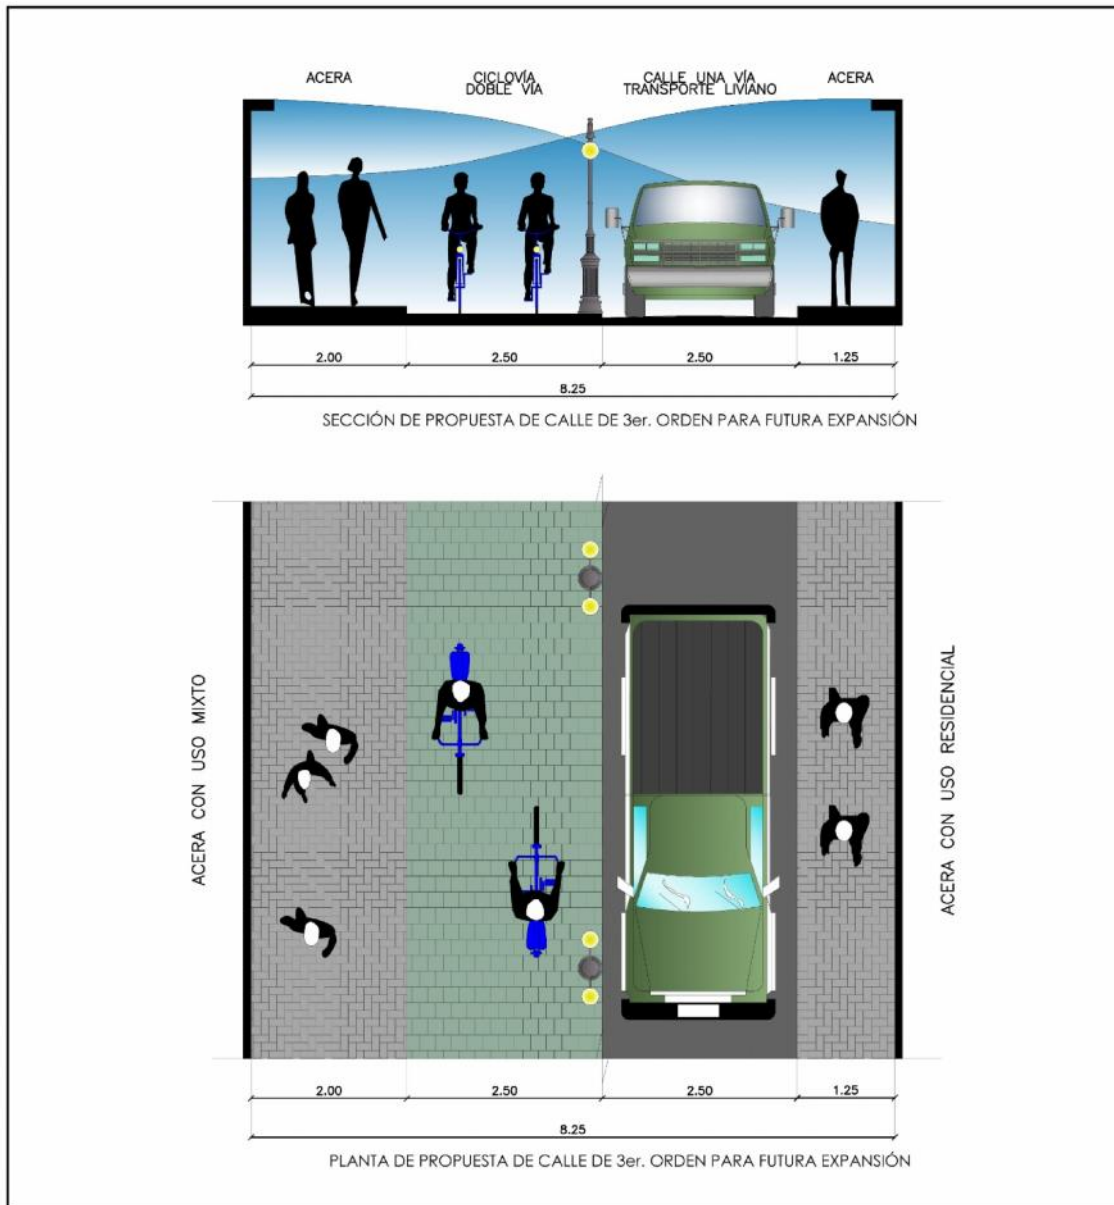 ACERA
CICLOVÍA
DOBLE VÍA
CALLE UNA VÍA
TRANSPORTE LIVIANO
ACERA
2.00
2.50
2.50
1.25
8.25
SECCIÓN DE PROPUESTA DE CALLE DE 3er. ORDEN PARA FUTURA EXPANSIÓN
ACERA CON USO MIXTO
ACERA CON USO RESIDENCIAL
2.00
2.50
2.50
1.25
8.25
PLANTA DE PROPUESTA DE CALLE DE 3er. ORDEN PARA FUTURA EXPANSIÓN